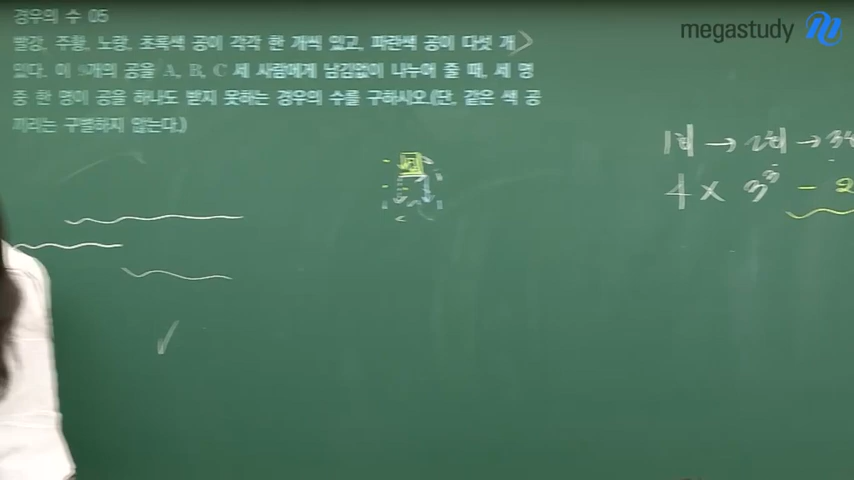 경우의 수 05
megastudy
빨강, 주황, 노랑, 초록색 공이 각각 한 개씩 있고, 파란색 공이 다섯 개
있다. 이 9개의 공을 A, B, C 세 사람에게 남김없이 나누어 줄 때, 세 명
중 한 명이 공을 하나도 받지 못하는 경우의 수를 구하시오.(단, 같은 색 공
끼리는 구별하지 않는다.)
4 × 3³ - 2